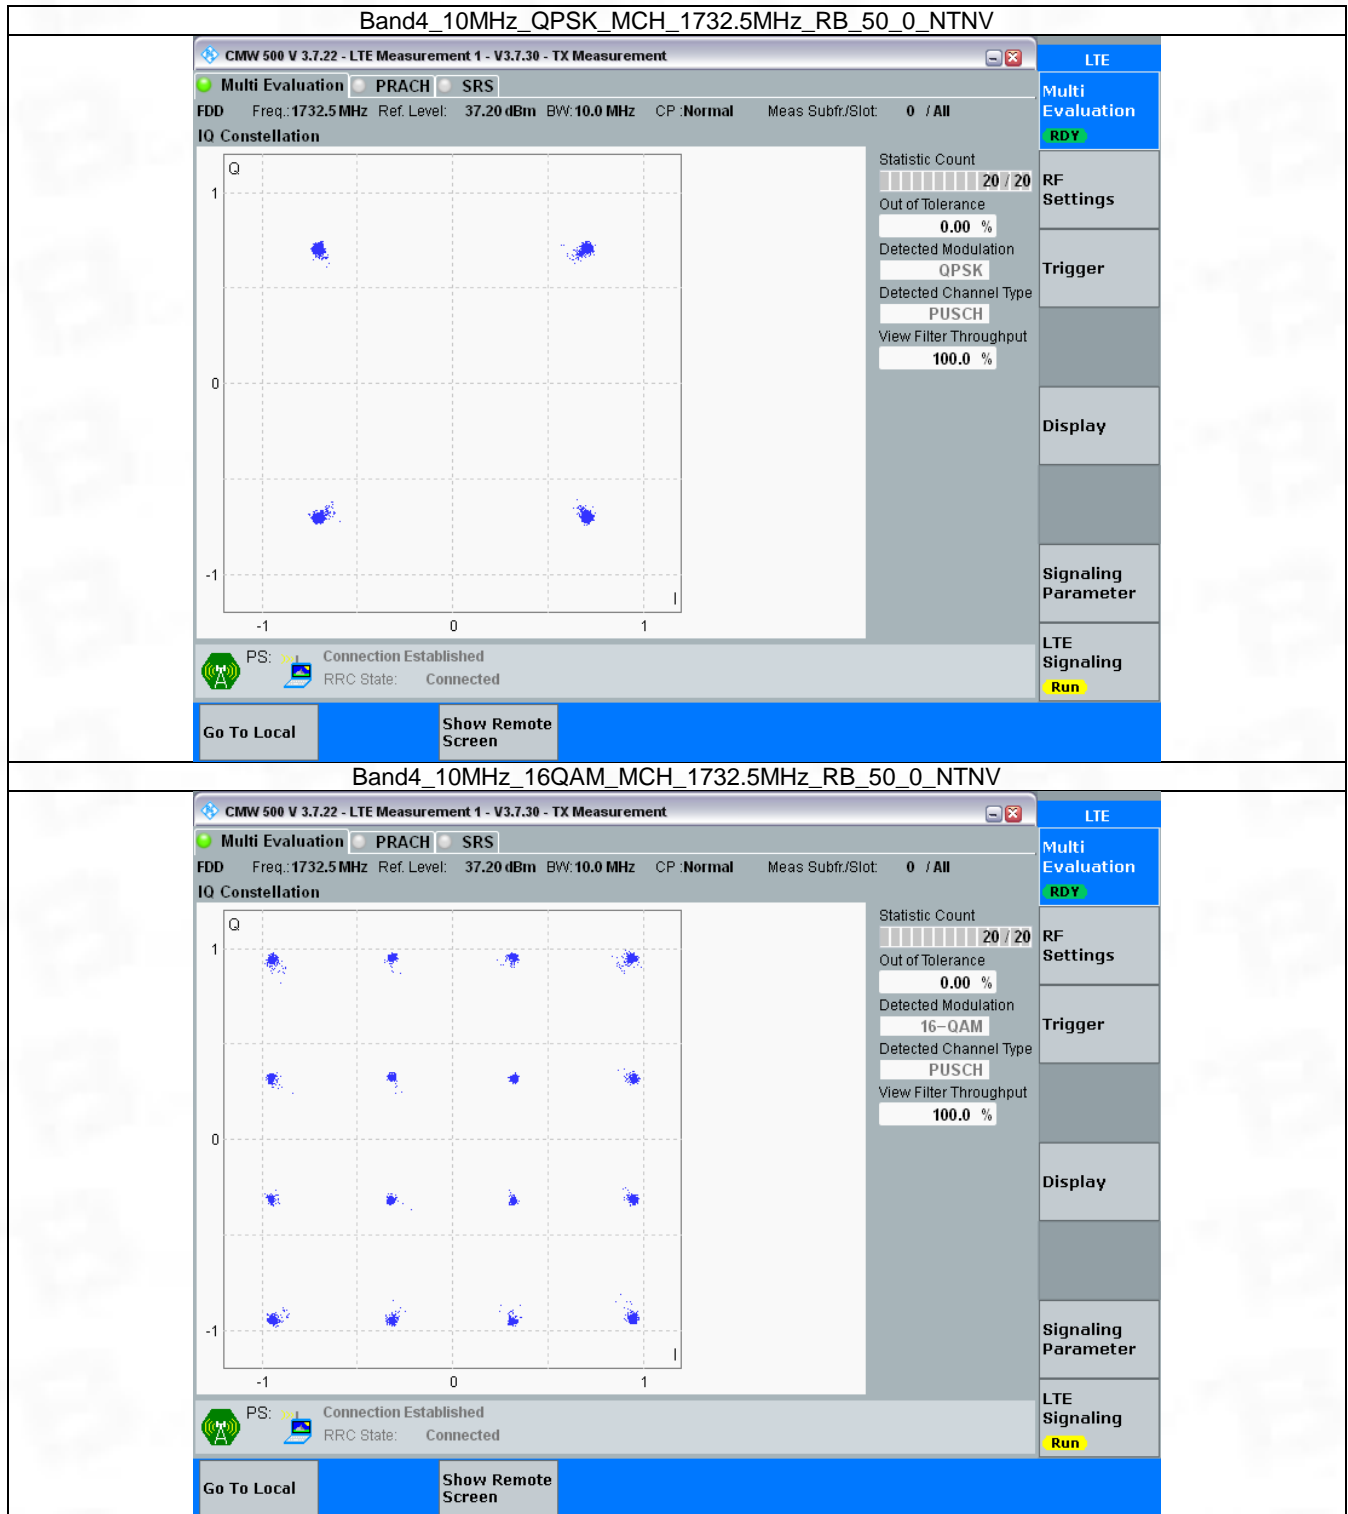 Band4_10MHz_QPSK_MCH_1732.5MHz_RB_50_0_NTNV
CMW 500 V 3.7.22 - LTE Measurement 1 - V3.7.30 - TX Measurement
LTE
Multi Evaluation PRACH SRS
FDD Freq.: 1732.5 MHz Ref. Level: 37.20 dBm BW: 10.0 MHz CP : Normal Meas Subfr./Slot: 0 / All
IQ Constellation
Q
1
0
-1
I
-1 0 1
Statistic Count
20 / 20
Out of Tolerance
0.00 %
Detected Modulation
QPSK
Detected Channel Type
PUSCH
View Filter Throughput
100.0 %
Multi
Evaluation
RDY
RF
Settings
Trigger
Display
Signaling
Parameter
LTE
Signaling
Run
PS: Connection Established
RRC State: Connected
Go To Local
Show Remote
Screen
Band4_10MHz_16QAM_MCH_1732.5MHz_RB_50_0_NTNV
CMW 500 V 3.7.22 - LTE Measurement 1 - V3.7.30 - TX Measurement
LTE
Multi Evaluation PRACH SRS
FDD Freq.: 1732.5 MHz Ref. Level: 37.20 dBm BW: 10.0 MHz CP : Normal Meas Subfr./Slot: 0 / All
IQ Constellation
Q
1
0
-1
I
-1 0 1
Statistic Count
20 / 20
Out of Tolerance
0.00 %
Detected Modulation
16-QAM
Detected Channel Type
PUSCH
View Filter Throughput
100.0 %
Multi
Evaluation
RDY
RF
Settings
Trigger
Display
Signaling
Parameter
LTE
Signaling
Run
PS: Connection Established
RRC State: Connected
Go To Local
Show Remote
Screen